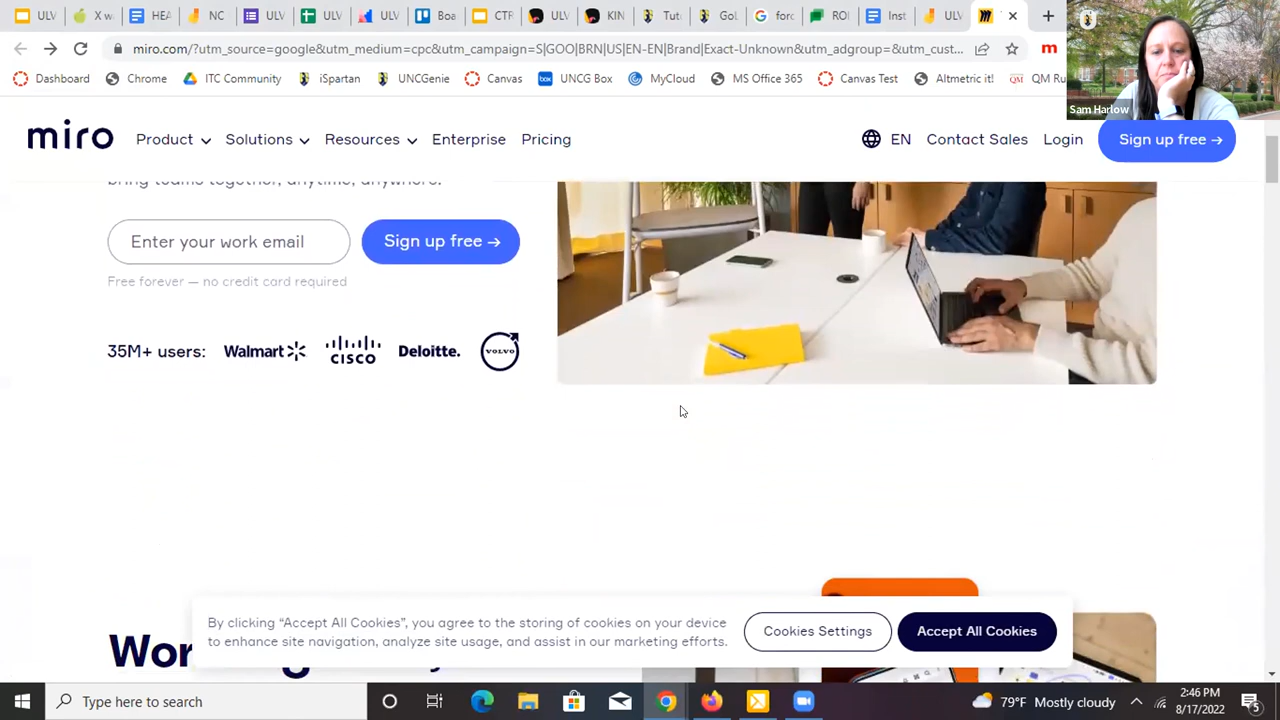 ULV
X w
HEA
NC
ULV
ULV
ULV
Boa
CTR
ULV
KIN
Tut
Gol
forc
ROI
Inst
ULV
miro.com/?utm_source=google&utm_medium=cpc&utm_campaign=S|GOO|BRN|US|EN-EN|Brand|Exact-Unknown&utm_adgroup=&utm_cust...
Dashboard
Chrome
ITC Community
iSpartan
UNCGenie
Canvas
UNCG Box
MyCloud
MS Office 365
Canvas Test
Altmetric it!
QM Ru
Sam Harlow
miro
Product
Solutions
Resources
Enterprise
Pricing
EN
Contact Sales
Login
Sign up free →
bring teams together, anytime, anywhere.
Enter your work email
Sign up free →
Free forever — no credit card required
35M+ users:
Walmart
CISCO
Deloitte.
VOLVO
By clicking “Accept All Cookies”, you agree to the storing of cookies on your device
to enhance site navigation, analyze site usage, and assist in our marketing efforts.
Cookies Settings
Accept All Cookies
Type here to search
79°F Mostly cloudy
2:46 PM
8/17/2022
5